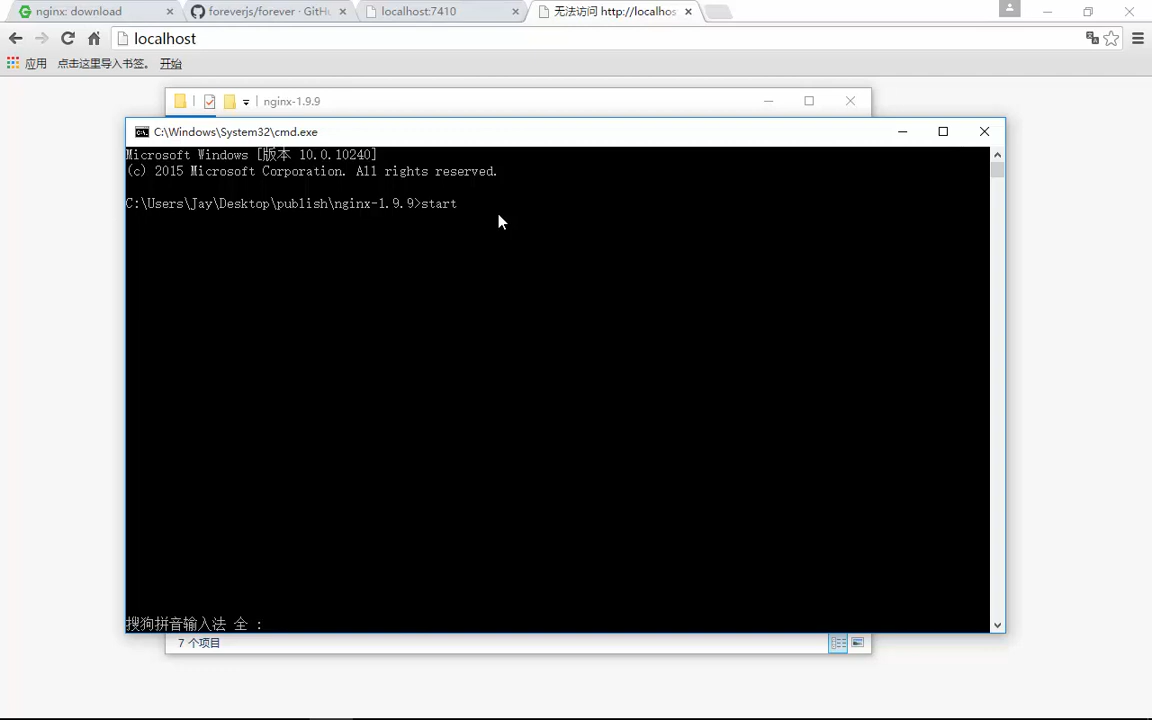 nginx: download
foreverjs/forever · GitHu
localhost:7410
无法访问 http://localhos
localhost
应用 点击这里导入书签。 开始
nginx-1.9.9
C:\Windows\System32\cmd.exe
Microsoft Windows [版本 10.0.10240]
(c) 2015 Microsoft Corporation. All rights reserved.
C:\Users\Jay\Desktop\publish\nginx-1.9.9>start
搜狗拼音输入法 全 :
7 个项目